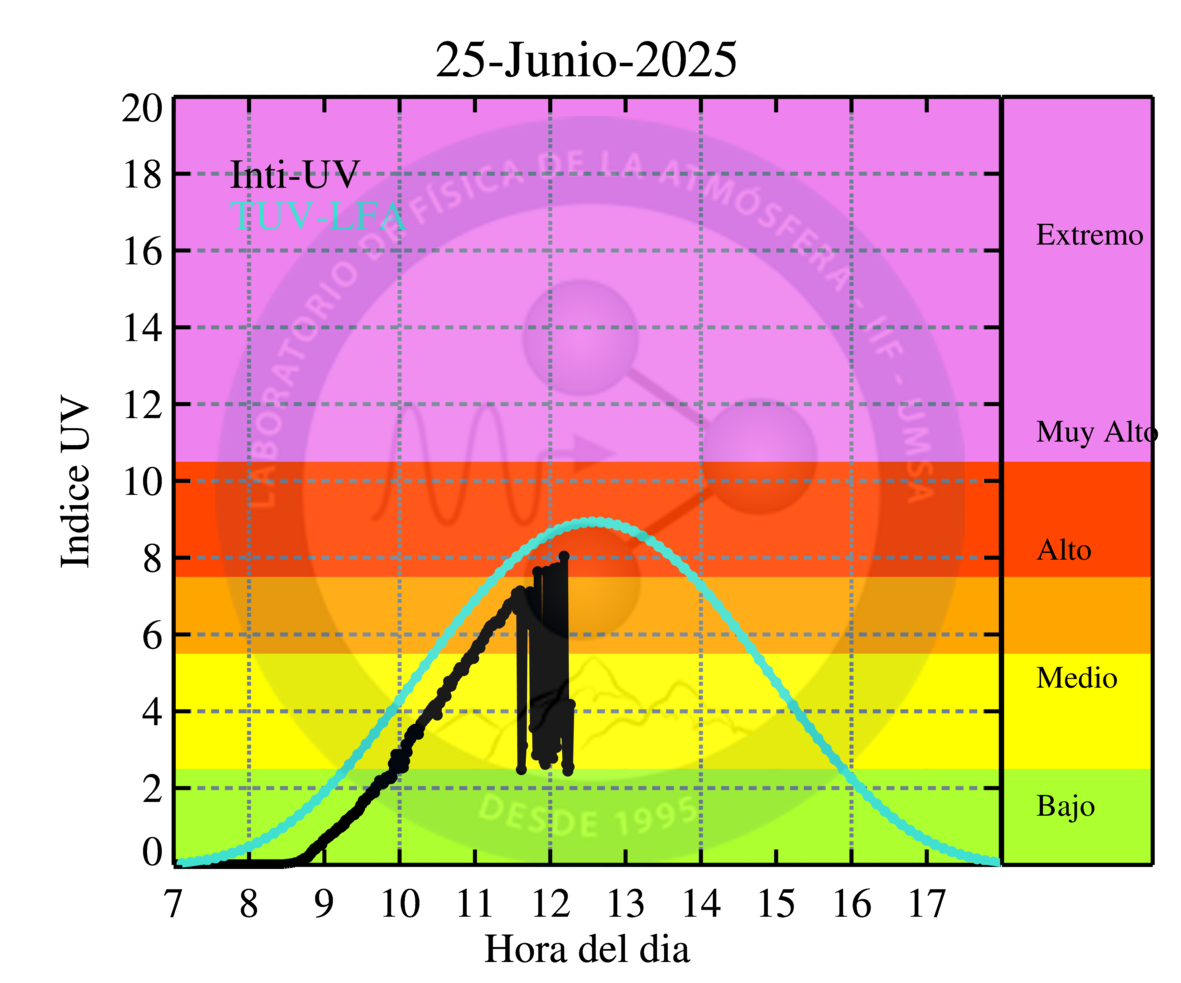 25-Junio-2025
20
18
16
14
12
10
8
6
4
2
0
Indice UV
Inti-UV
TUV-LFA
LABORATORIO DE FÍSICA DE LA ATMÓSFERA - IIF - UMSA
DESDE 1995
Extremo
Muy Alto
Alto
Medio
Bajo
7 8 9 10 11 12 13 14 15 16 17
Hora del dia